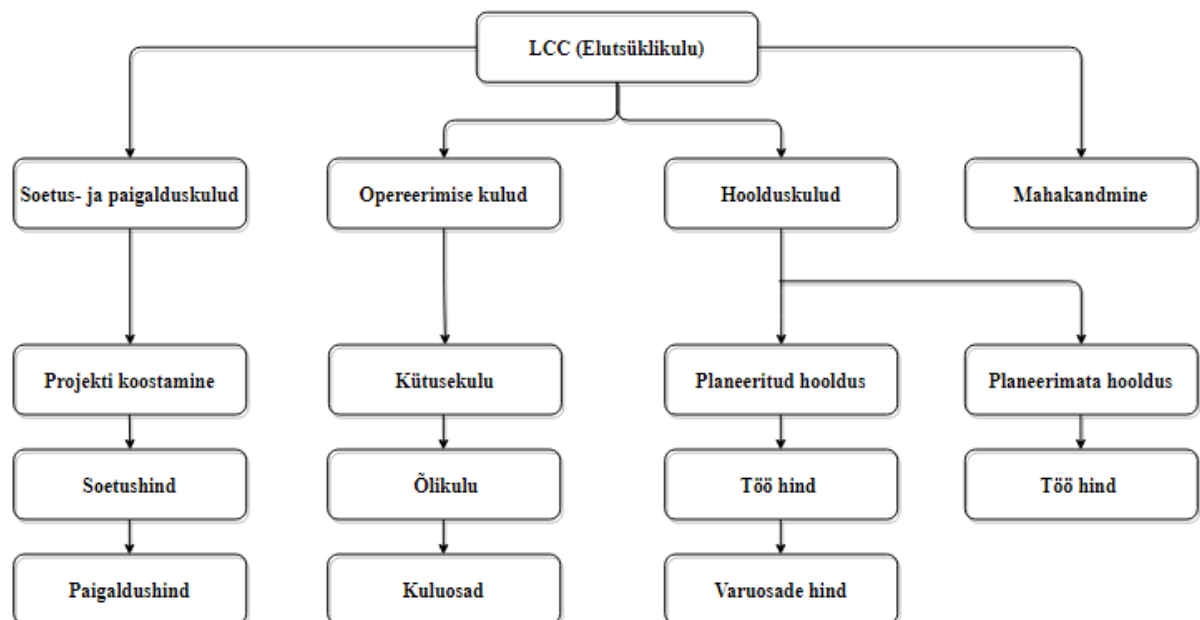 LCC (Elutsüklikulu)
Soetus- ja paigalduskulud
Opereerimise kulud
Hoolduskulud
Mahakandmine
Projekti koostamine
Kütusekulu
Planeeritud hooldus
Planeerimata hooldus
Soetushind
Õlikulu
Töö hind
Töö hind
Paigaldushind
Kuluosad
Varuosade hind